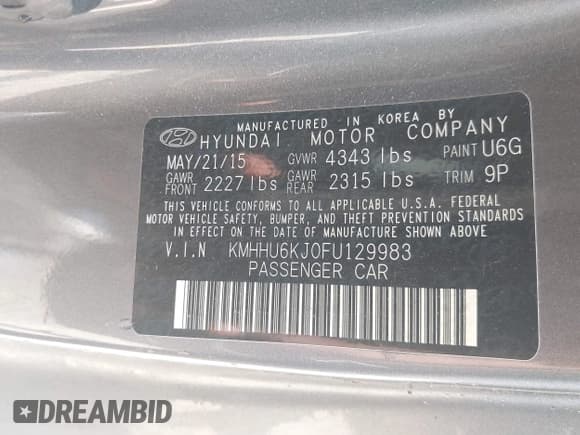 MANUFACTURED IN KOREA BY
HYUNDAI MOTOR COMPANY
MAY/21/15 GVWR 4343 lbs PAINT U6G
GAWR FRONT 2227 lbs GAWR REAR 2315 lbs TRIM 9P
THIS VEHICLE CONFORMS TO ALL APPLICABLE U.S.A. FEDERAL
MOTOR VEHICLE SAFETY, BUMPER, AND THEFT PREVENTION STANDARDS
IN EFFECT ON THE DATE OF MANUFACTURE SHOWN ABOVE
V.I.N KMHHU6KJ0FU129983
PASSENGER CAR
DREAMBID